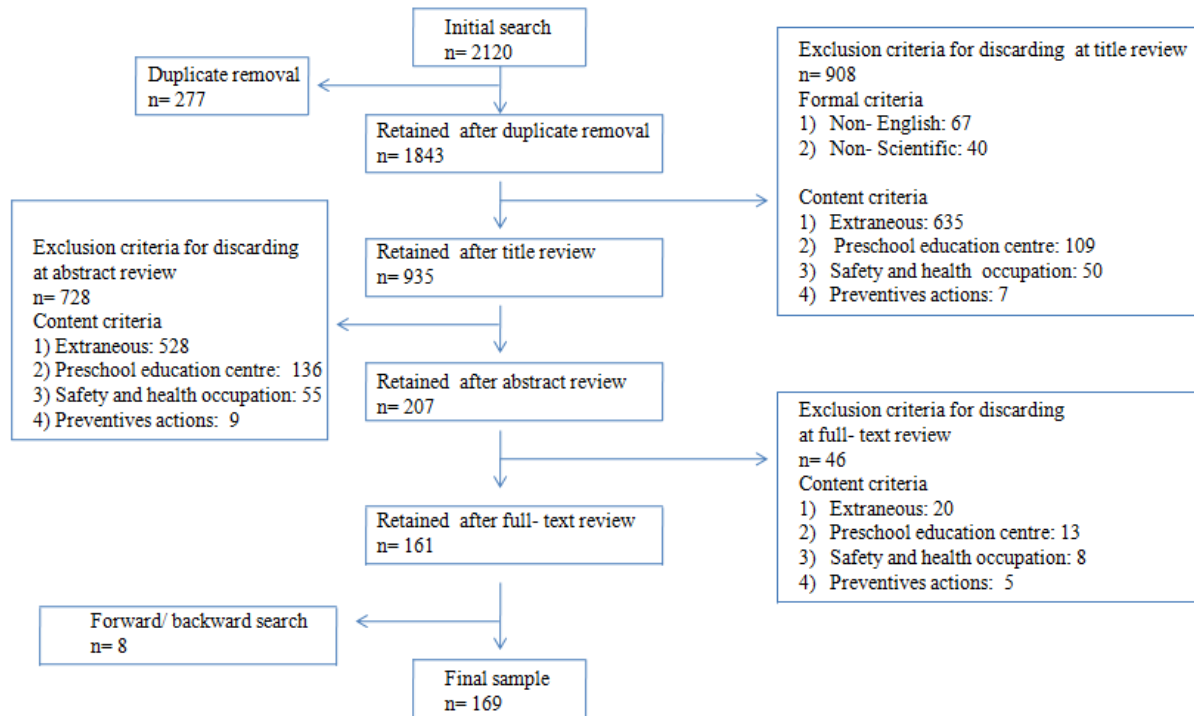 Initial search
n= 2120
Duplicate removal
n= 277
Retained  after duplicate removal
n= 1843
Exclusion criteria for discarding  at title review
n= 908
Formal criteria
1)  Non- English: 67
2)  Non- Scientific: 40
Content criteria
1)  Extraneous: 635
2)   Preschool education centre: 109
3)  Safety and health  occupation: 50
4)  Preventives actions: 7
Retained  after title review
n= 935
Exclusion criteria for discarding
at abstract review
n= 728
Content criteria
1) Extraneous: 528
2) Preschool education centre:  136
3) Safety and health occupation: 55
4) Preventives actions:  9
Retained  after abstract review
n= 207
Exclusion criteria for discarding
at full- text review
n= 46
Content criteria
1)  Extraneous: 20
2)  Preschool education centre: 13
3)  Safety and health occupation: 8
4)  Preventives actions:  5
Retained  after full- text review
n= 161
Forward/ backward search
n= 8
Final sample
n= 169